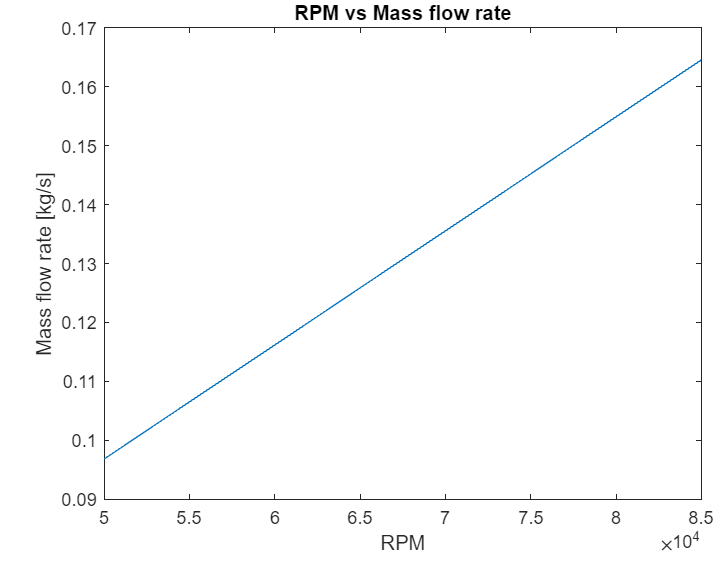 RPM vs Mass flow rate
0.17
0.16
0.15
0.14
0.13
0.12
0.11
0.1
0.09
Mass flow rate [kg/s]
5 5.5 6 6.5 7 7.5 8 8.5
RPM
×10⁴